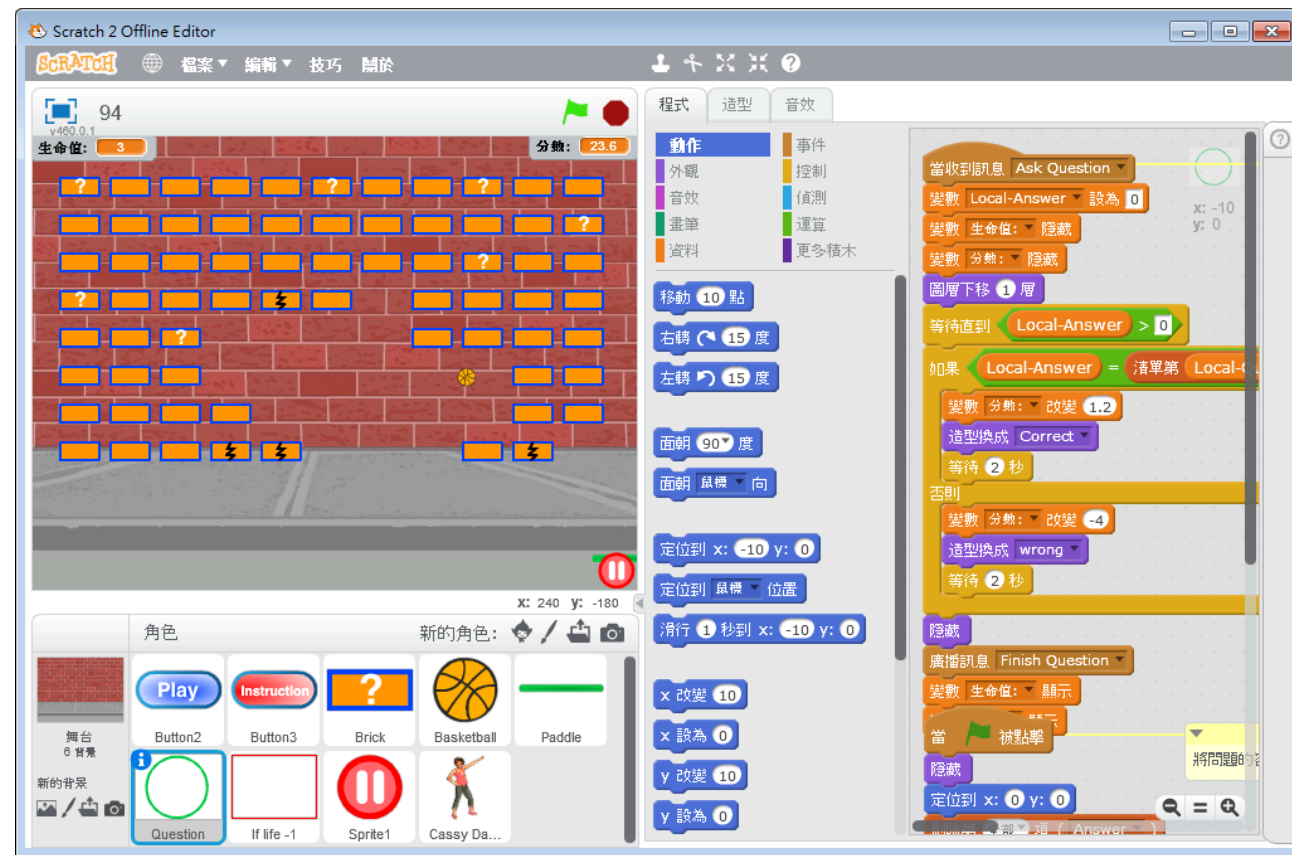 Scratch 2 Offline Editor
SCRATCH 檔案 編輯 技巧 關於
94
v460.0.1
生命值: 3
分數: 23.6
? ? ?
?
?
?
?
x: 240 y: -180
角色
新的角色:
舞台
6 背景
新的背景
Play
Button2
Instruction
Button3
?
Brick
Basketball
Paddle
Question
If life -1
Sprite1
Cassy Da...
程式 造型 音效
動作 事件
外觀 控制
音效 偵測
畫筆 運算
資料 更多積木
移動 10 點
右轉 15 度
左轉 15 度
面朝 90 度
面朝 鼠標 向
定位到 x: -10 y: 0
定位到 鼠標 位置
滑行 1 秒到 x: -10 y: 0
x 改變 10
x 設為 0
y 改變 10
y 設為 0
x: -10
y: 0
當收到訊息 Ask Question
變數 Local-Answer 設為 0
變數 生命值: 隱藏
變數 分數: 隱藏
圖層下移 1 層
等待直到 Local-Answer > 0
如果 Local-Answer = 清單第
變數 分數: 改變 1.2
造型換成 Correct
等待 2 秒
否則
變數 分數: 改變 -4
造型換成 wrong
等待 2 秒
隱藏
廣播訊息 Finish Question
變數 生命值: 顯示
當 被點擊
隱藏
定位到 x: 0 y: 0
將問題的